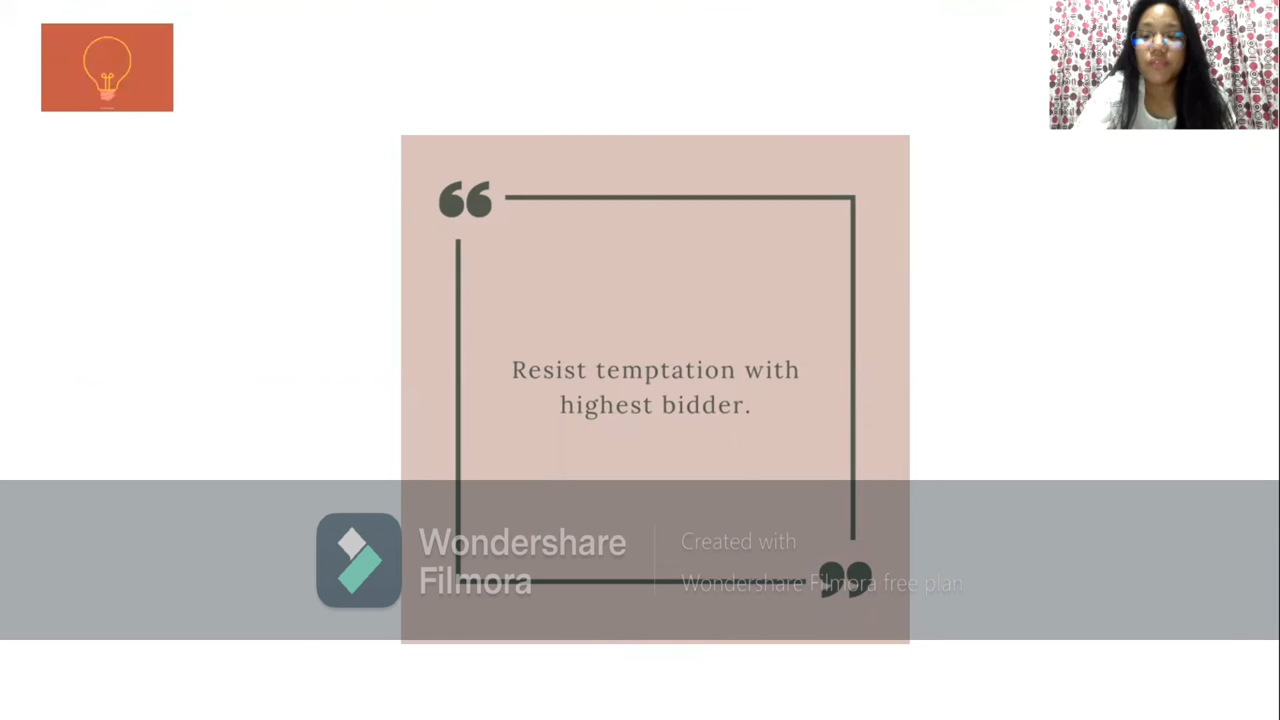 Resist temptation with
highest bidder.
Wondershare
Filmora
Created with
Wondershare Filmora free plan